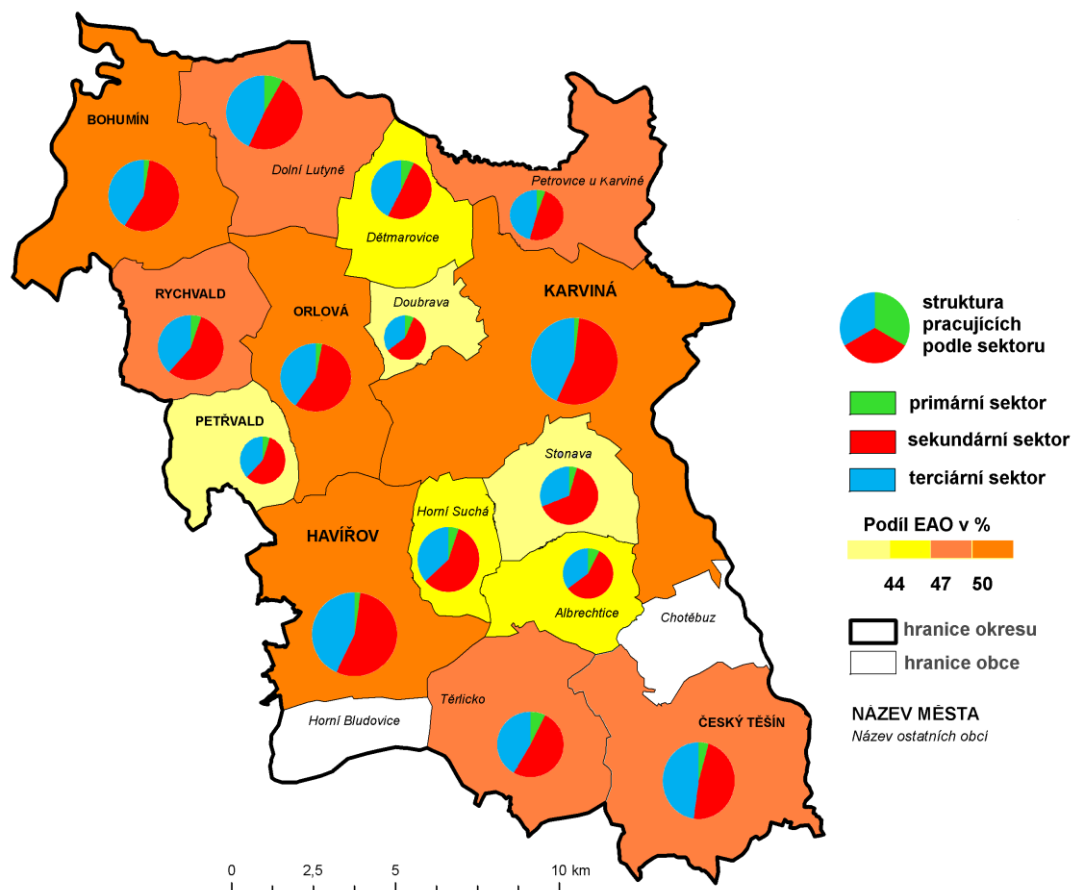 BOHUMÍN
Dolní Lutyně
Petrovice u Karviné
Dětmarovice
RYCHVALD
ORLOVÁ
Doubrava
KARVINÁ
PETŘVALD
Stonava
HAVÍŘOV
Horní Suchá
Albrechtice
Chotěbuz
Těrlicko
Horní Bludovice
ČESKÝ TĚŠÍN
struktura
pracujících
podle sektoru
primární sektor
sekundární sektor
terciární sektor
Podíl EAO v %
44 47 50
hranice okresu
hranice obce
NÁZEV MĚSTA
Název ostatních obci
0 2,5 5 10 km